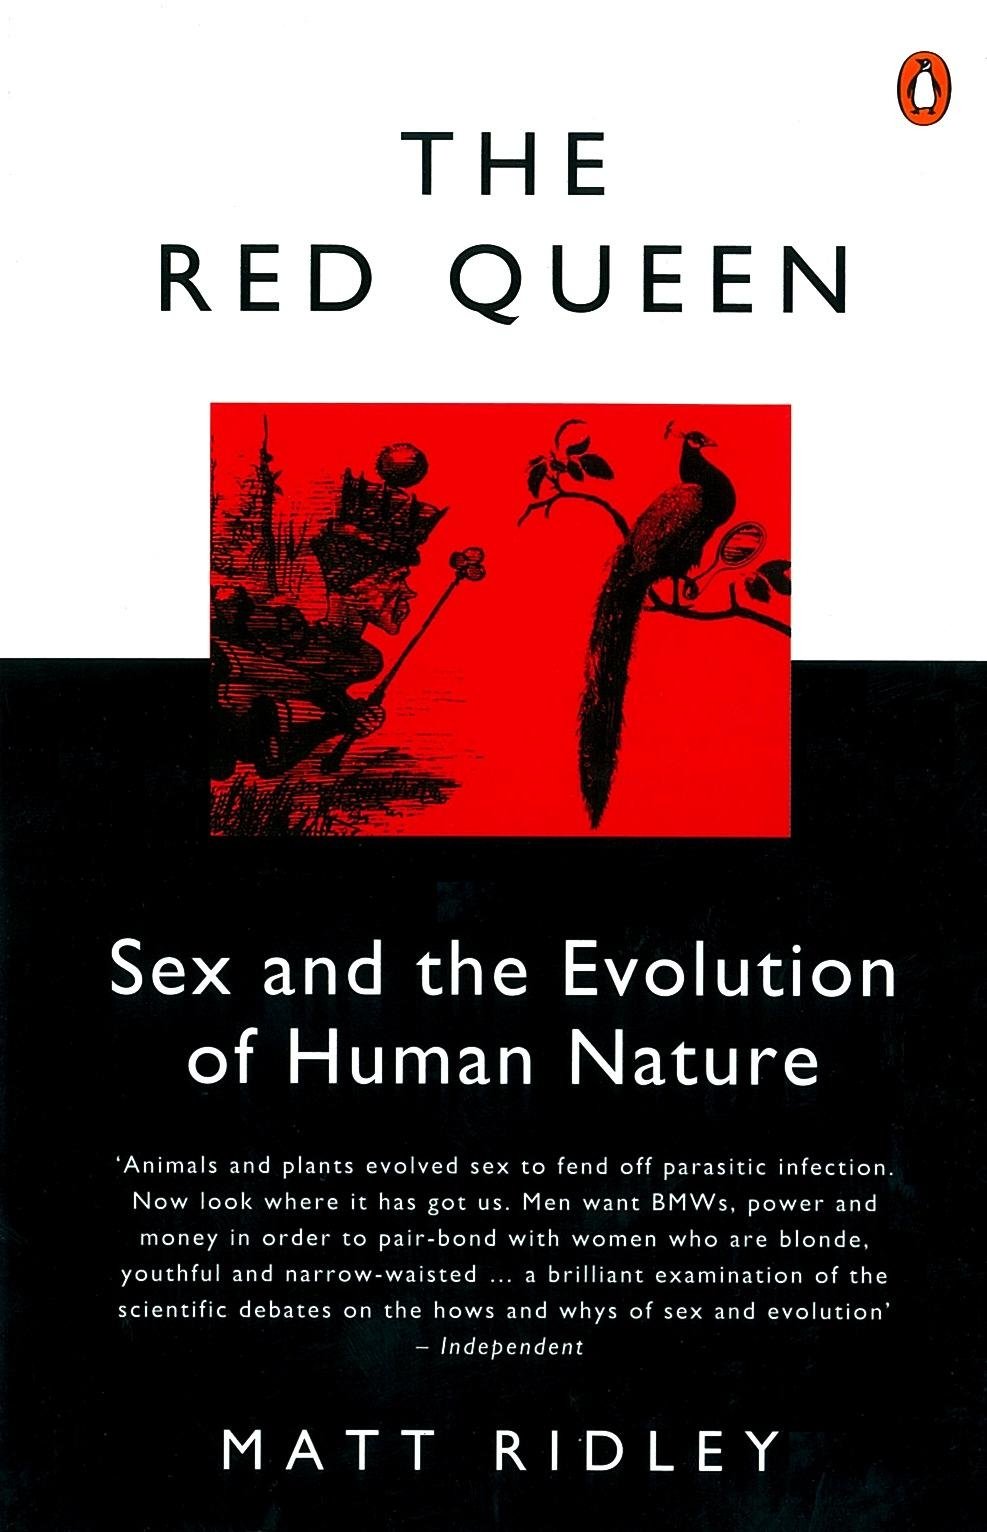 THE
RED QUEEN
Sex and the Evolution
of Human Nature
‘Animals and plants evolved sex to fend off parasitic infection.
Now look where it has got us. Men want BMWs, power and
money in order to pair-bond with women who are blonde,
youthful and narrow-waisted ... a brilliant examination of the
scientific debates on the hows and whys of sex and evolution’
– Independent
MATT RIDLEY